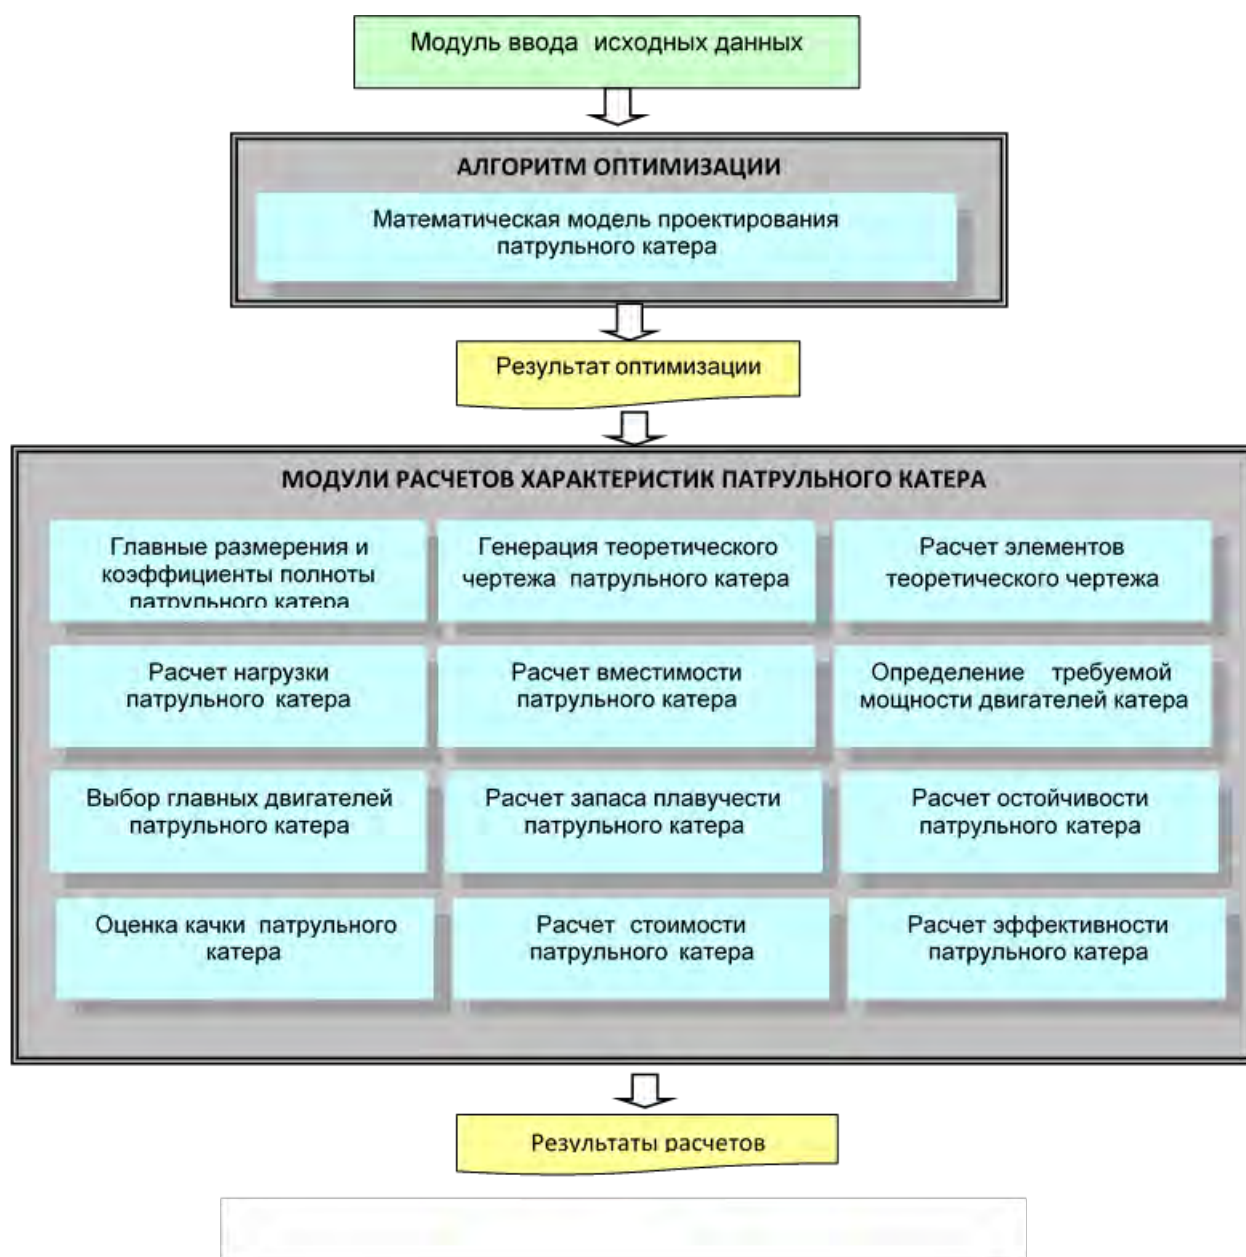 Модуль ввода исходных данных
АЛГОРИТМ ОПТИМИЗАЦИИ
Математическая модель проектирования
патрульного катера
Результат оптимизации
МОДУЛИ РАСЧЕТОВ ХАРАКТЕРИСТИК ПАТРУЛЬНОГО КАТЕРА
Главные размерения и
коэффициенты полноты
патрульного катера
Генерация теоретического
чертежа патрульного катера
Расчет элементов
теоретического чертежа
Расчет нагрузки
патрульного катера
Расчет вместимости
патрульного катера
Определение требуемой
мощности двигателей катера
Выбор главных двигателей
патрульного катера
Расчет запаса плавучести
патрульного катера
Расчет остойчивости
патрульного катера
Оценка качки патрульного
катера
Расчет стоимости
патрульного катера
Расчет эффективности
патрульного катера
Результаты расчетов